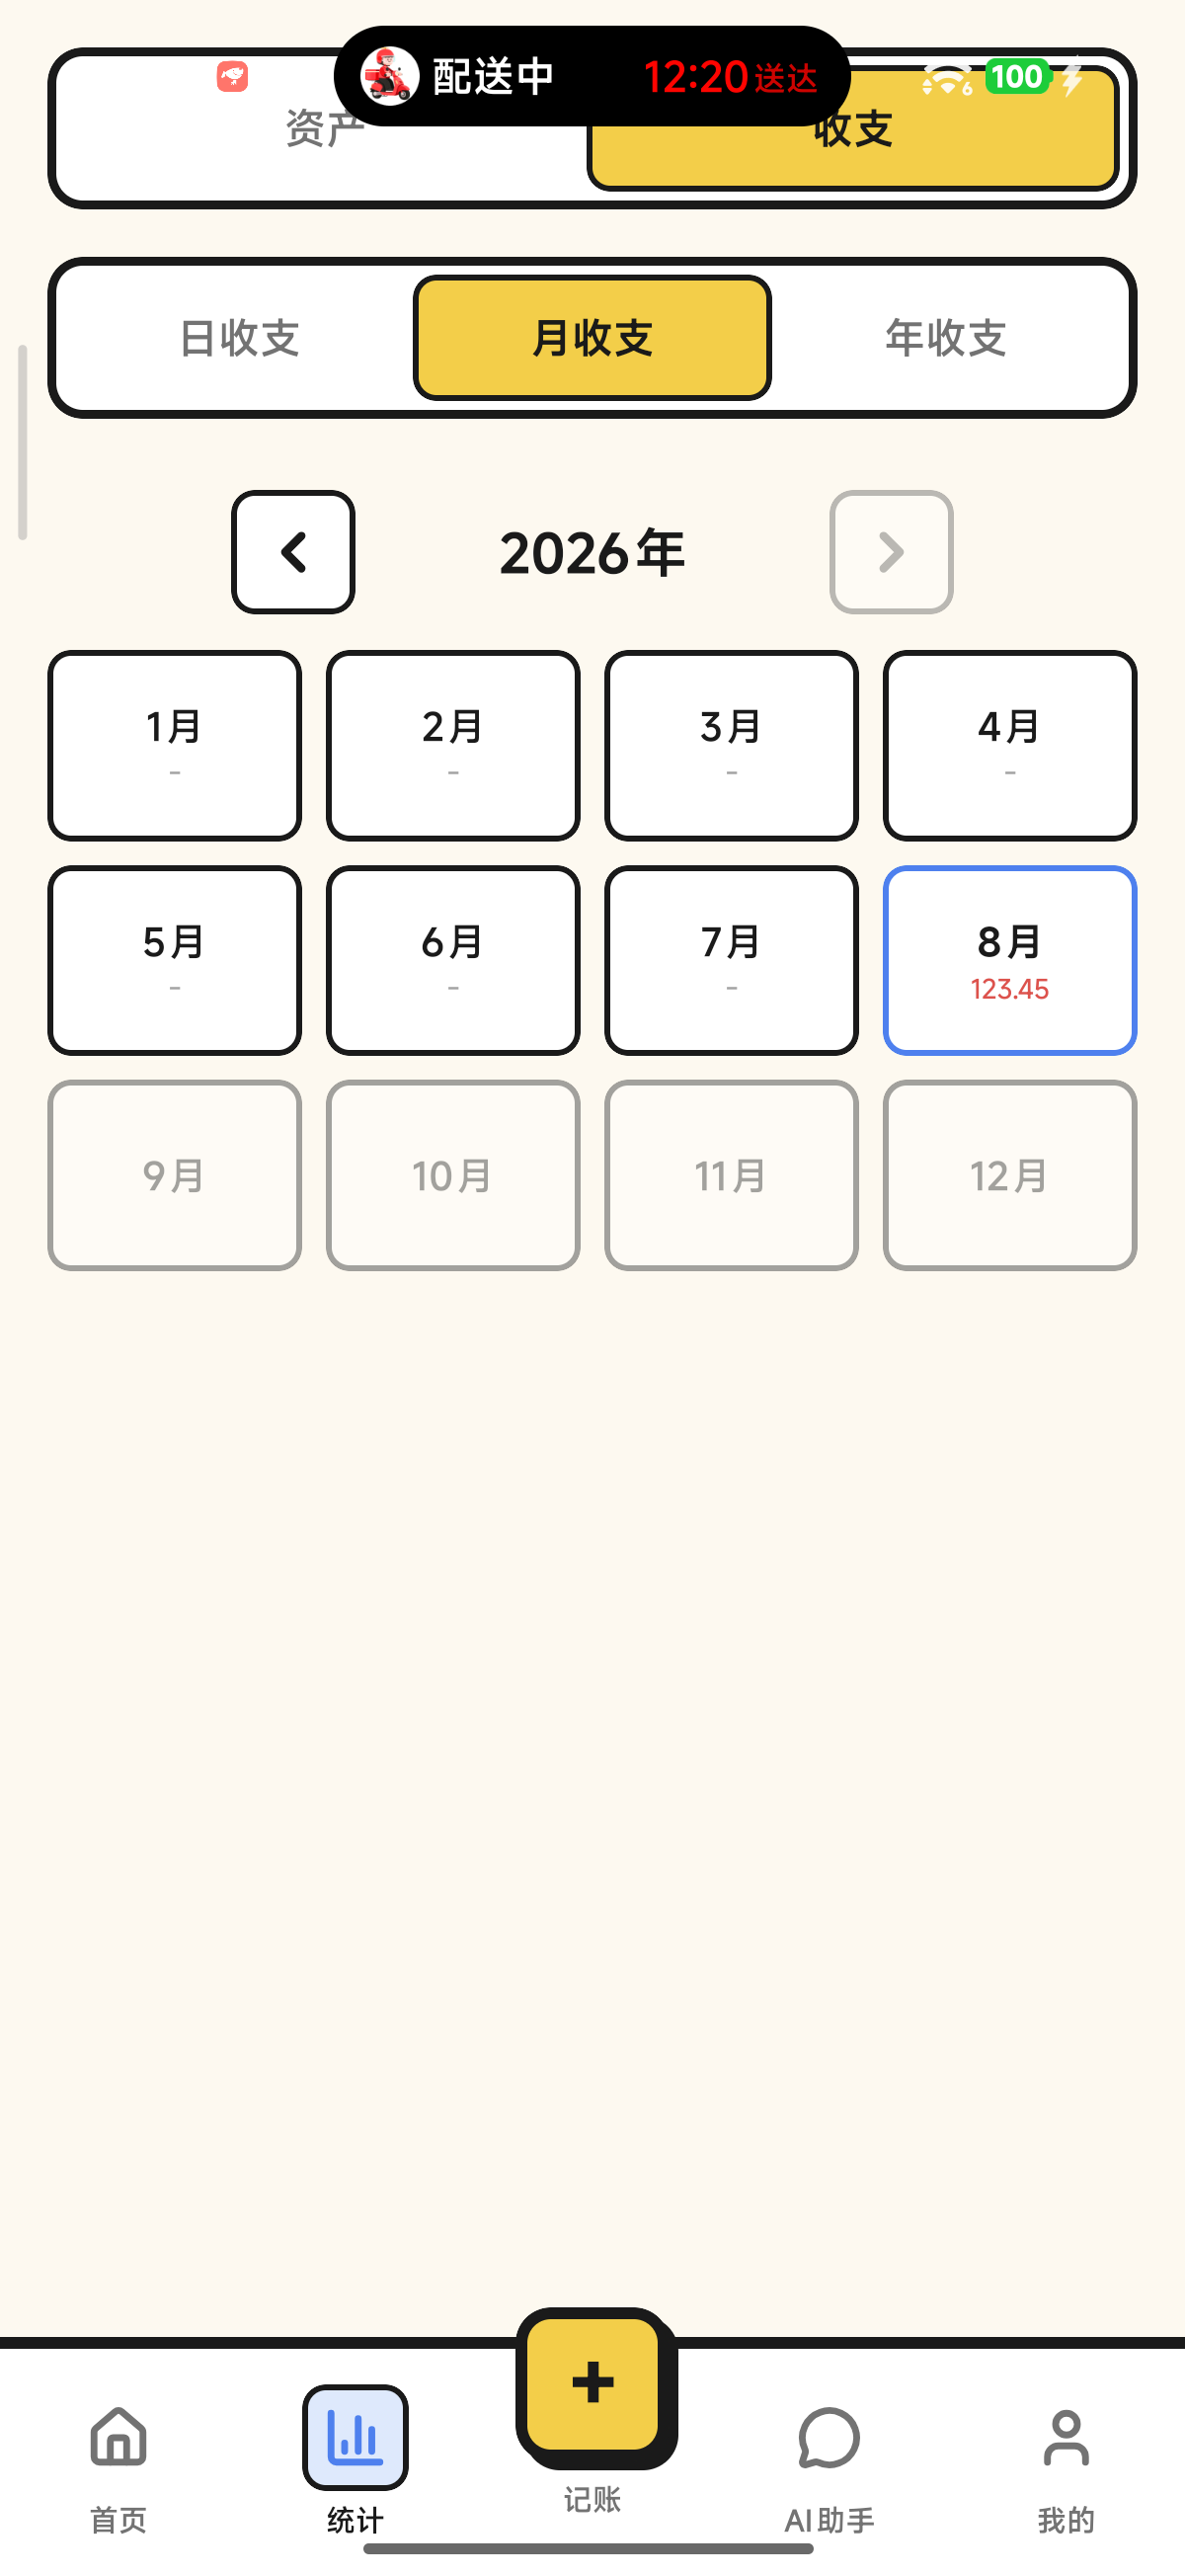 配送中 12:20送达 6 100
资产 收支
日收支 月收支 年收支
2026年
1月 2月 3月 4月
- - - -
5月 6月 7月 8月
- - - 123.45
9月 10月 11月 12月
+
首页 统计 记账 AI助手 我的